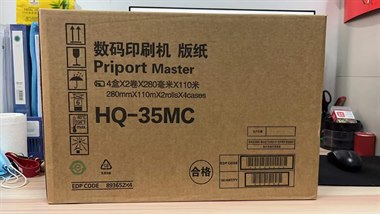 数码印刷机 版纸
Priport Master
4盒X2卷X280毫米X110米
280mmX110mX2rollsX4cases
HQ-35MC
合格
EDP CODE